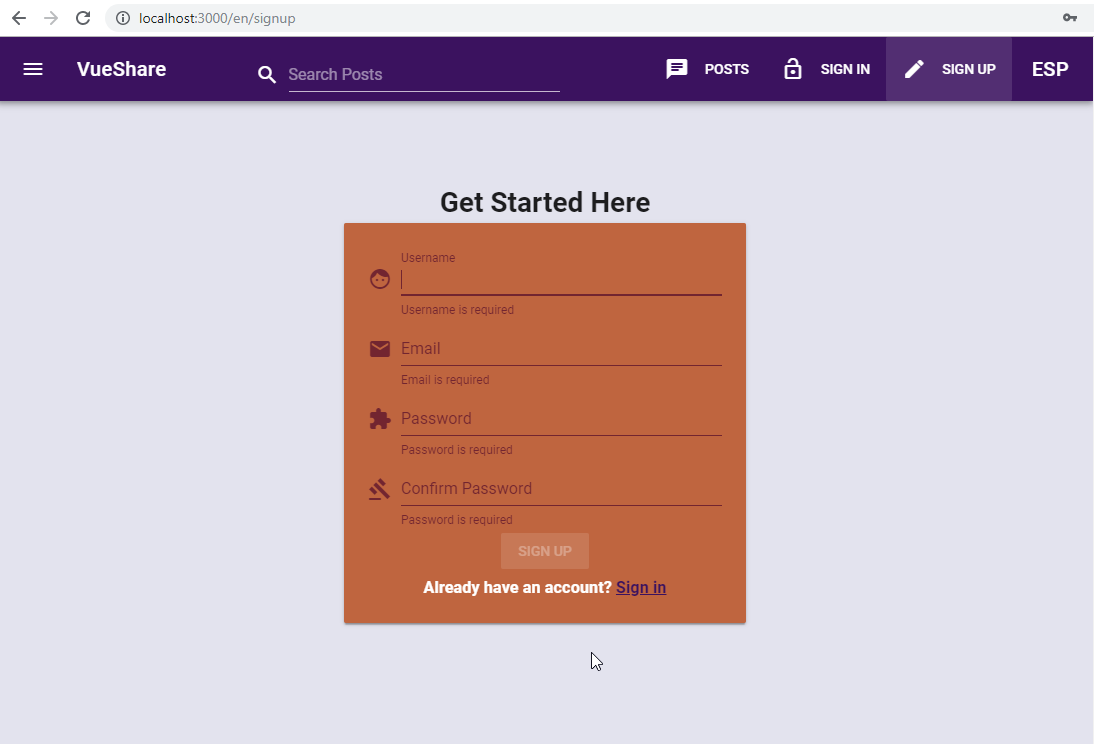 localhost:3000/en/signup
VueShare Search Posts POSTS SIGN IN SIGN UP ESP
Get Started Here
Username
Username is required
Email
Email is required
Password
Password is required
Confirm Password
Password is required
SIGN UP
Already have an account? Sign in